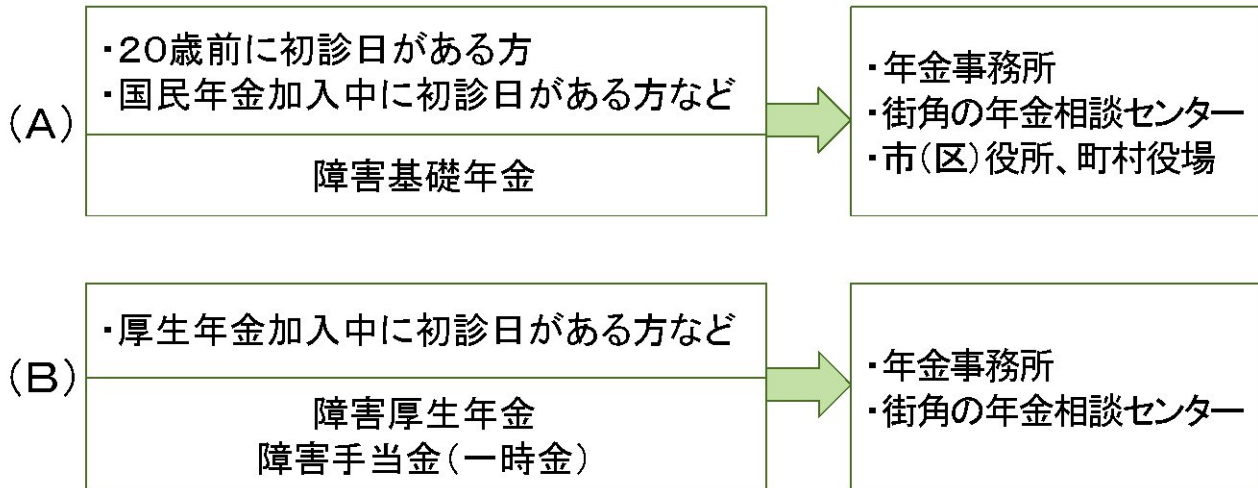 (A)
・20歳前に初診日がある方
・国民年金加入中に初診日がある方など
障害基礎年金
・年金事務所
・街角の年金相談センター
・市(区)役所、町村役場
(B)
・厚生年金加入中に初診日がある方など
障害厚生年金
障害手当金(一時金)
・年金事務所
・街角の年金相談センター